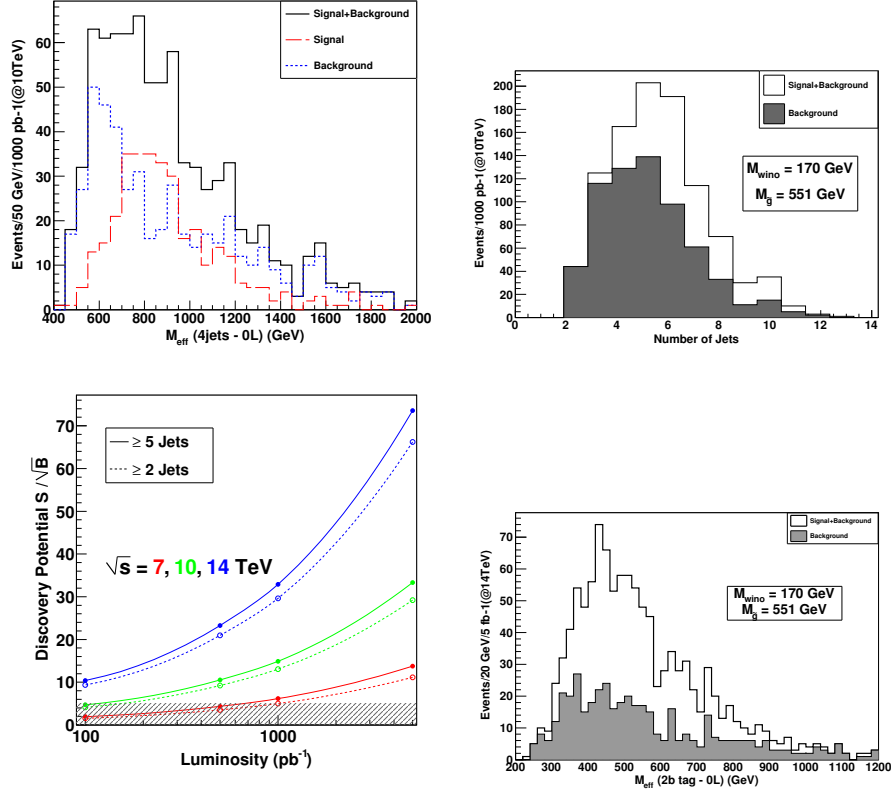 Signal+Background
Signal
Background
Events/50 GeV/1000 pb-1(@10TeV)
60
50
40
30
20
10
0
400 600 800 1000 1200 1400 1600 1800 2000
M_eff (4jets - 0L) (GeV)
Signal+Background
Background
M_wino = 170 GeV
M_g = 551 GeV
Events/1000 pb-1(@10TeV)
200
180
160
140
120
100
80
60
40
20
0
0 2 4 6 8 10 12 14
Number of Jets
≥ 5 Jets
≥ 2 Jets
√s = 7, 10, 14 TeV
Discovery Potential S /√B
70
60
50
40
30
20
10
0
100 1000
Luminosity (pb⁻¹)
Signal+Background
Background
M_wino = 170 GeV
M_g = 551 GeV
Events/20 GeV/5 fb-1(@14TeV)
80
70
60
50
40
30
20
10
0
200 300 400 500 600 700 800 900 1000 1100 1200
M_eff (2b tag - 0L) (GeV)